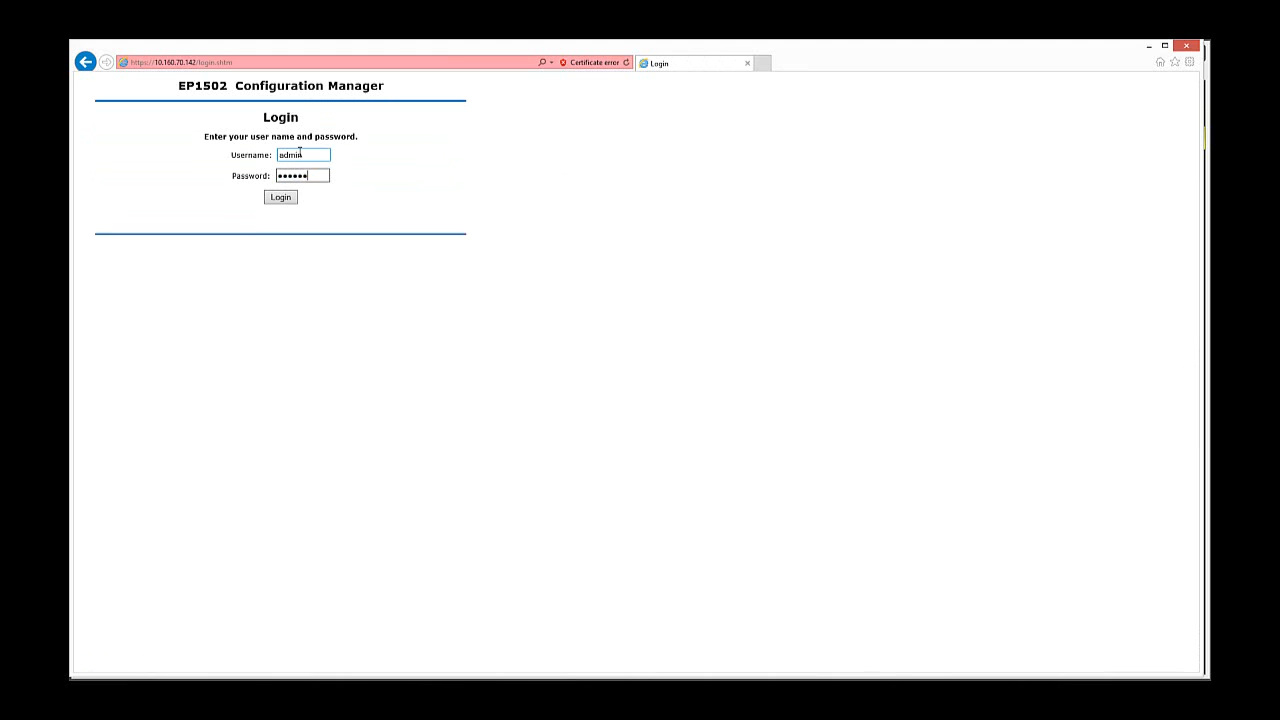 https://10.160.70.142/login.shtm
Certificate error
Login
EP1502 Configuration Manager
Login
Enter your user name and password.
Username: admin
Password: ••••••
Login